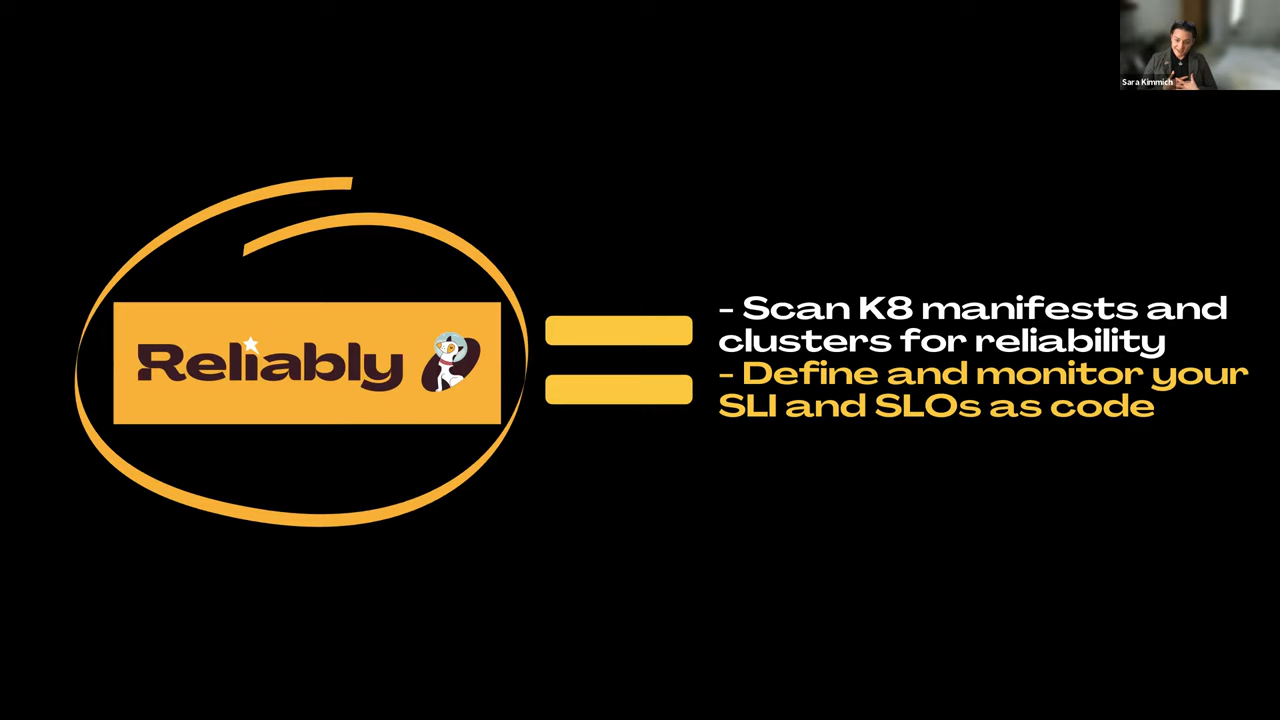 Sara Kimmich
Reliably
- Scan K8 manifests and
clusters for reliability
- Define and monitor your
SLI and SLOs as code